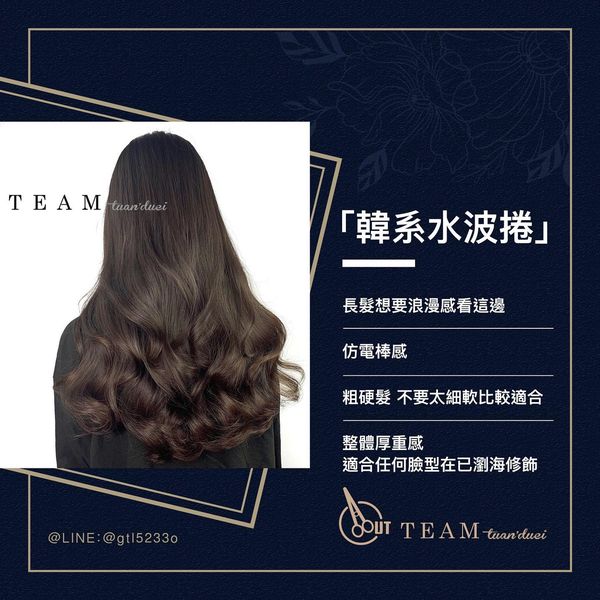 TEAM tuan'duei
「韓系水波捲」
長髮想要浪漫感看這邊
仿電棒感
粗硬髮 不要太細軟比較適合
整體厚重感
適合任何臉型在已瀏海修飾
@LINE:@gtl5233o
OUT TEAM tuan'duei